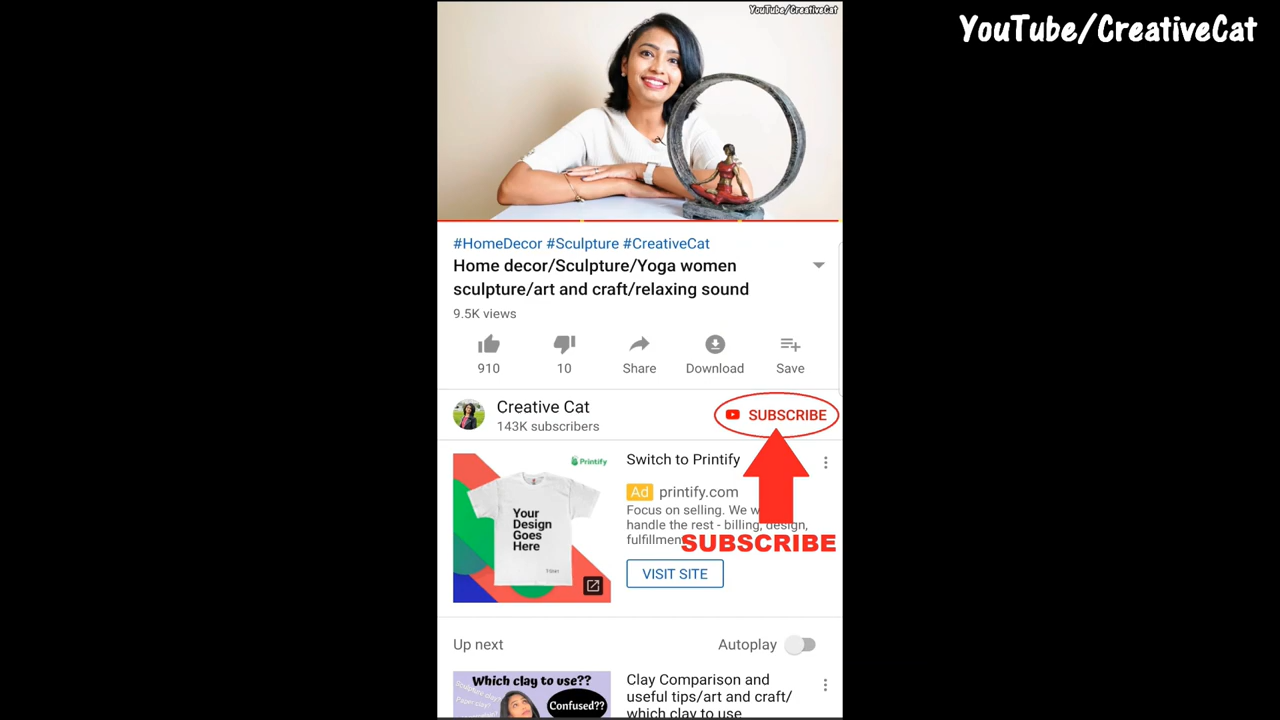 YouTube/CreativeCat
YouTube/CreativeCat
#HomeDecor #Sculpture #CreativeCat
Home decor/Sculpture/Yoga women
sculpture/art and craft/relaxing sound
9.5K views
910
10
Share
Download
Save
Creative Cat
143K subscribers
SUBSCRIBE
Printify
Your
Design
Goes
Here
Switch to Printify
Ad printify.com
Focus on selling. We
handle the rest - billing, design,
SUBSCRIBE
VISIT SITE
Up next
Autoplay
Which clay to use??
Confused??
Clay Comparison and
useful tips/art and craft/
which clay to use